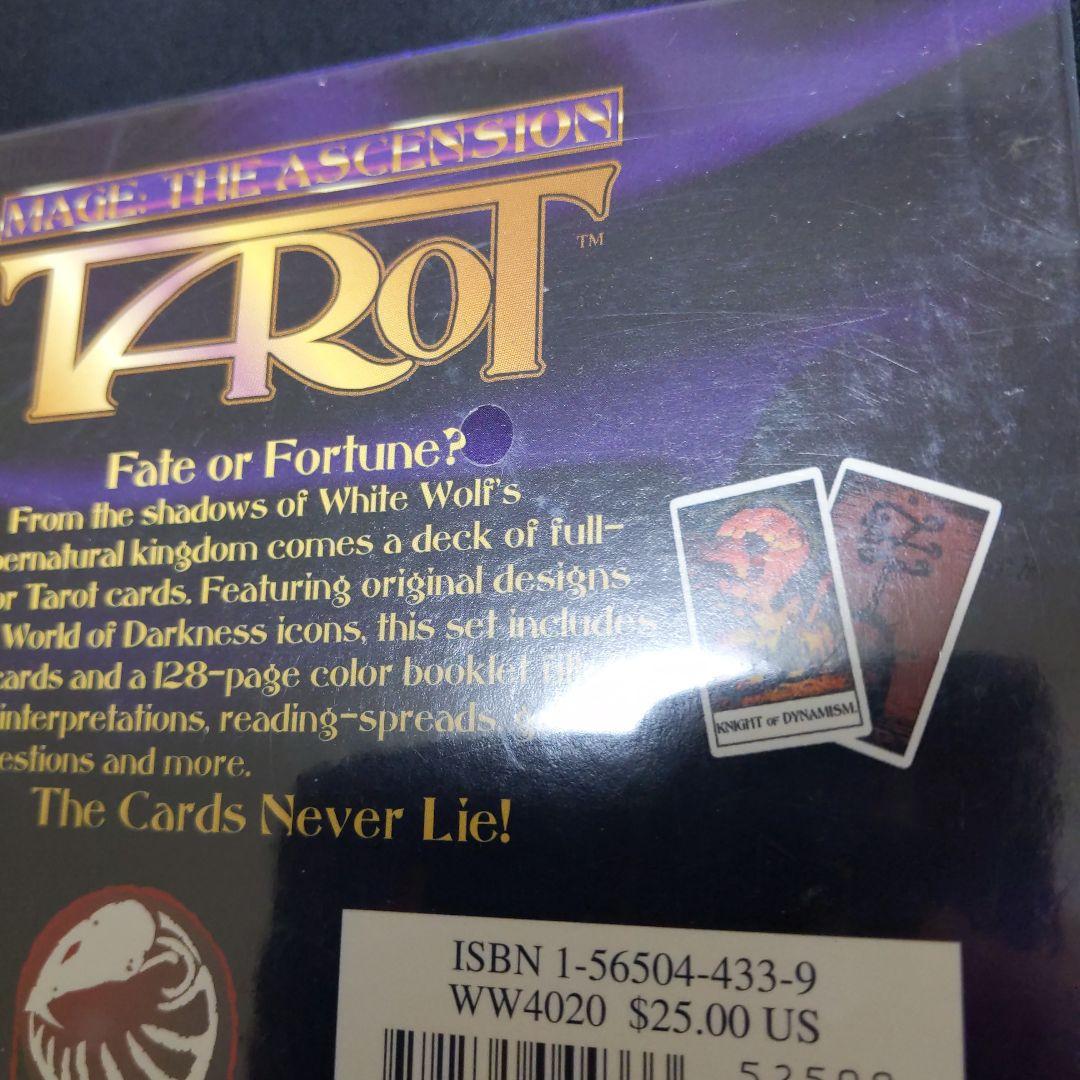 MAGE: THE ASCENSION
TAROT
TM
Fate or Fortune?
From the shadows of White Wolf's
pernatural kingdom comes a deck of full-
or Tarot cards. Featuring original designs
World of Darkness icons, this set includes
cards and a 128-page color booklet
interpretations, reading-spreads,
estions and more.
The Cards Never Lie!
KNIGHT OF DYNAMISM.
ISBN 1-56504-433-9
WW4020 $25.00 US